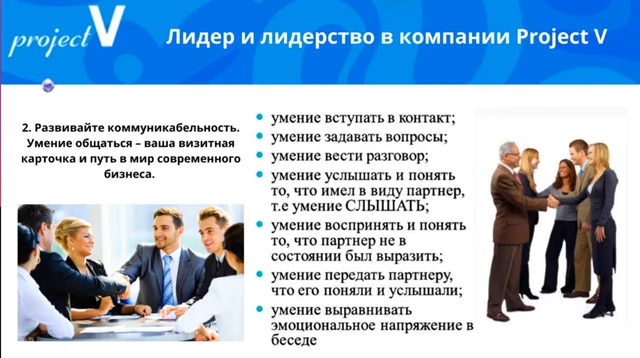 project V
Лидер и лидерство в компании Project V
2. Развивайте коммуникабельность.
Умение общаться – ваша визитная
карточка и путь в мир современного
бизнеса.
умение вступать в контакт;
умение задавать вопросы;
умение вести разговор;
умение услышать и понять
то, что имел в виду партнер,
т.е умение СЛЫШАТЬ;
умение воспринять и понять
то, что партнер не в
состоянии был выразить;
умение передать партнеру,
что его поняли и услышали;
умение выравнивать
эмоциональное напряжение в
беседе